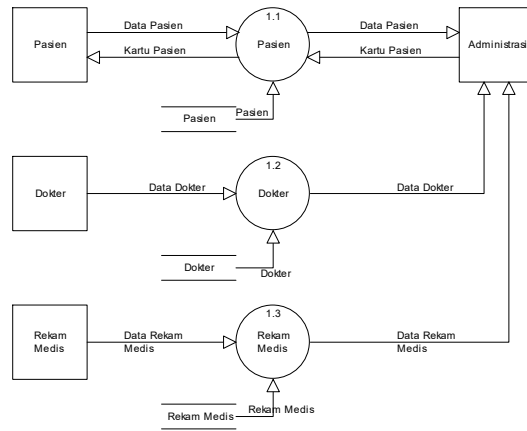 1.1
Data Pasien
Data Pasien
Pasien
Kartu Pasien
Pasien
Kartu Pasien
Administrasi
Pasien
Pasien
1.2
Dokter
Data Dokter
Dokter
Data Dokter
Dokter
Dokter
1.3
Rekam
Medis
Data Rekam
Medis
Rekam
Medis
Data Rekam
Medis
Rekam Medis
Rekam Medis